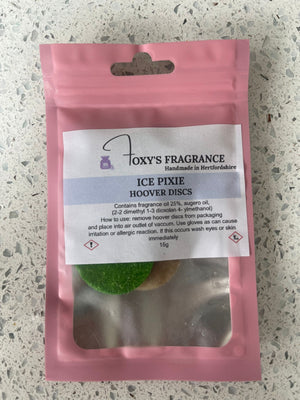 FOXY'S FRAGRANCE
Handmade in Hertfordshire
ICE PIXIE
HOOVER DISCS
Contains fragrance oil 25%, sugero oil,
(2-2 dimethyl 1-3 dioxolan 4- ylmethanol)
How to use: remove hoover discs from packaging
and place into air outlet of vaccum. Use gloves as can cause
irritation or allergic reaction. If this occurs wash eyes or skin
immediately
15g